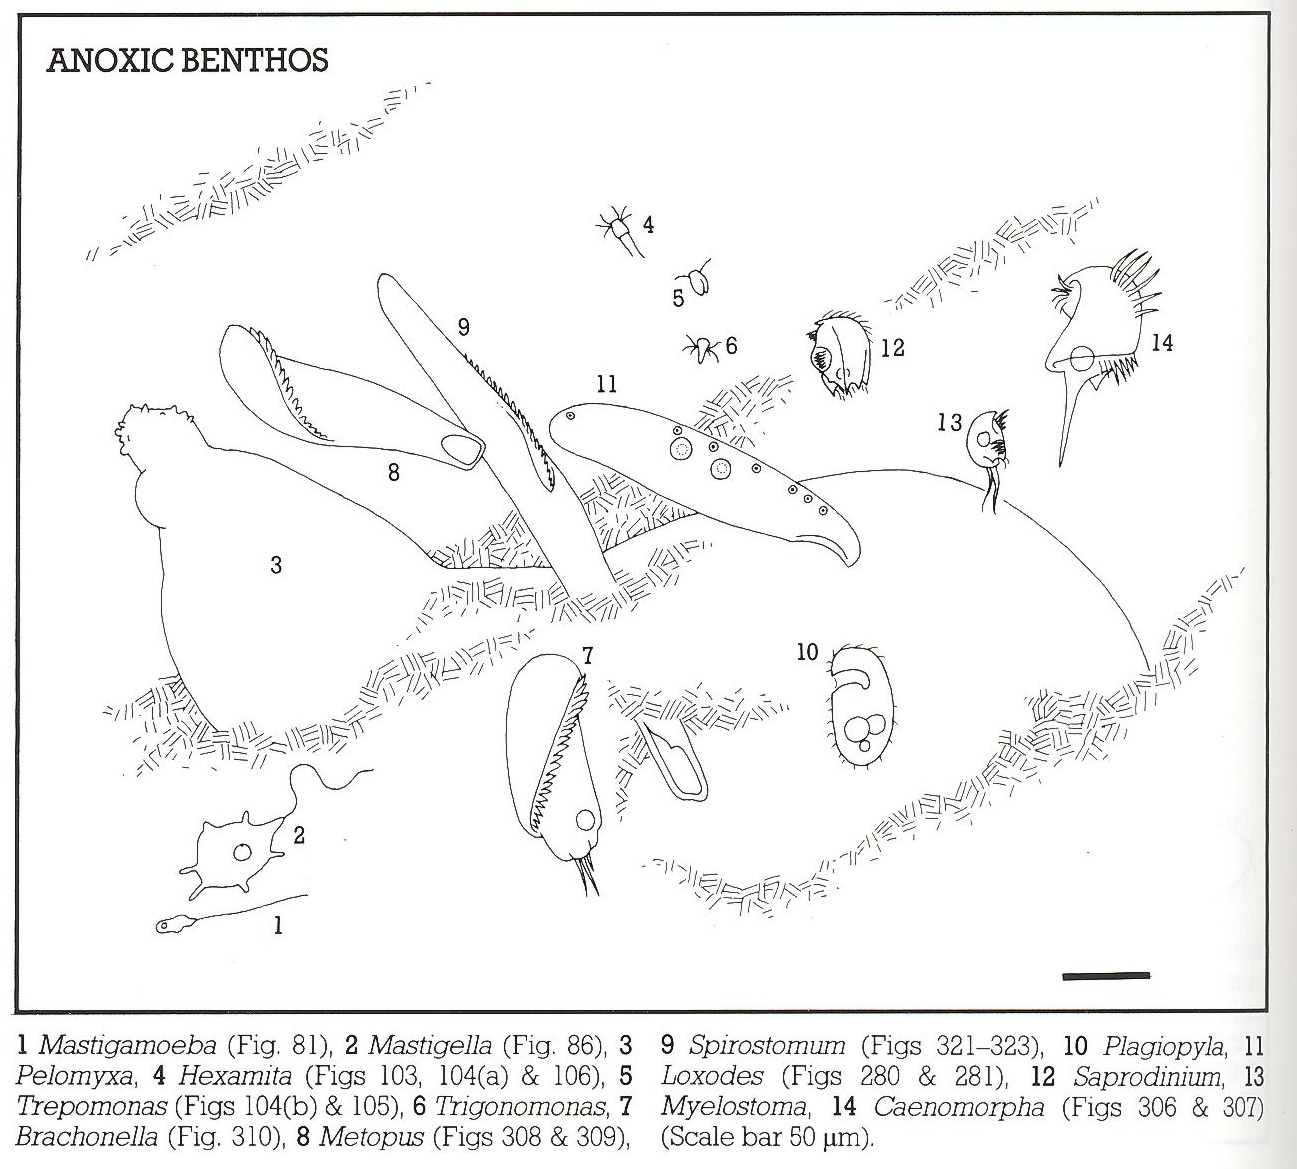 ANOXIC BENTHOS
4
5
9
6
12
14
11
13
8
3
7
10
2
1
1 Mastigamoeba (Fig. 81), 2 Mastigella (Fig. 86), 3
Pelomyxa, 4 Hexamita (Figs 103, 104(a) & 106), 5
Trepomonas (Figs 104(b) & 105), 6 Trigonomonas, 7
Brachonella (Fig. 310), 8 Metopus (Figs 308 & 309),
9 Spirostomum (Figs 321–323), 10 Plagiopyla, 11
Loxodes (Figs 280 & 281), 12 Saprodinium, 13
Myelostoma, 14 Caenomorpha (Figs 306 & 307)
(Scale bar 50 µm).